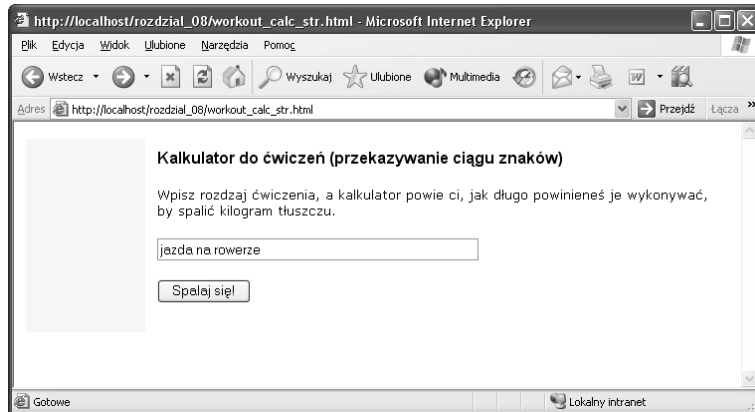 http://localhost/rozdzial_08/workout_calc_str.html - Microsoft Internet Explorer
Plik Edycja Widok Ulubione Narzędzia Pomoc
Wstecz Wyszukaj Ulubione Multimedia
Adres http://localhost/rozdzial_08/workout_calc_str.html Przejdź Łącza »
Kalkulator do ćwiczeń (przekazywanie ciągu znaków)
Wpisz rozdzaj ćwiczenia, a kalkulator powie ci, jak długo powinieneś je wykonywać,
by spalić kilogram tłuszczu.
jazda na rowerze
Spalaj się!
Gotowe Lokalny intranet